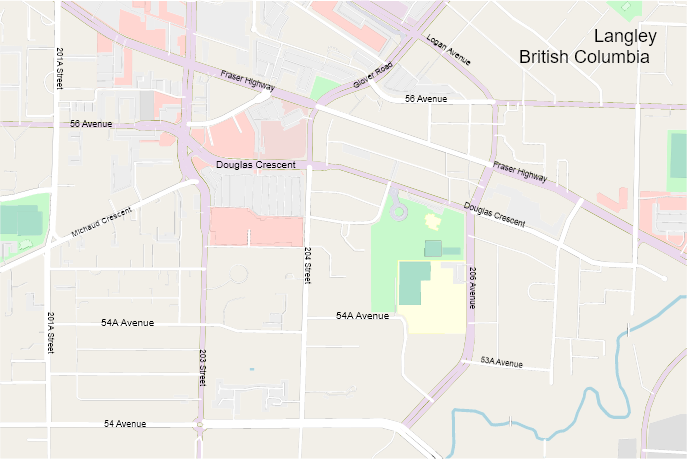 Langley
British Columbia
Logan Avenue
201A Street
Fraser Highway
Glover Road
56 Avenue
56 Avenue
Douglas Crescent
Fraser Highway
Michaud Crescent
Douglas Crescent
204 Street
206 Avenue
201A Street
54A Avenue
54A Avenue
203 Street
53A Avenue
54 Avenue